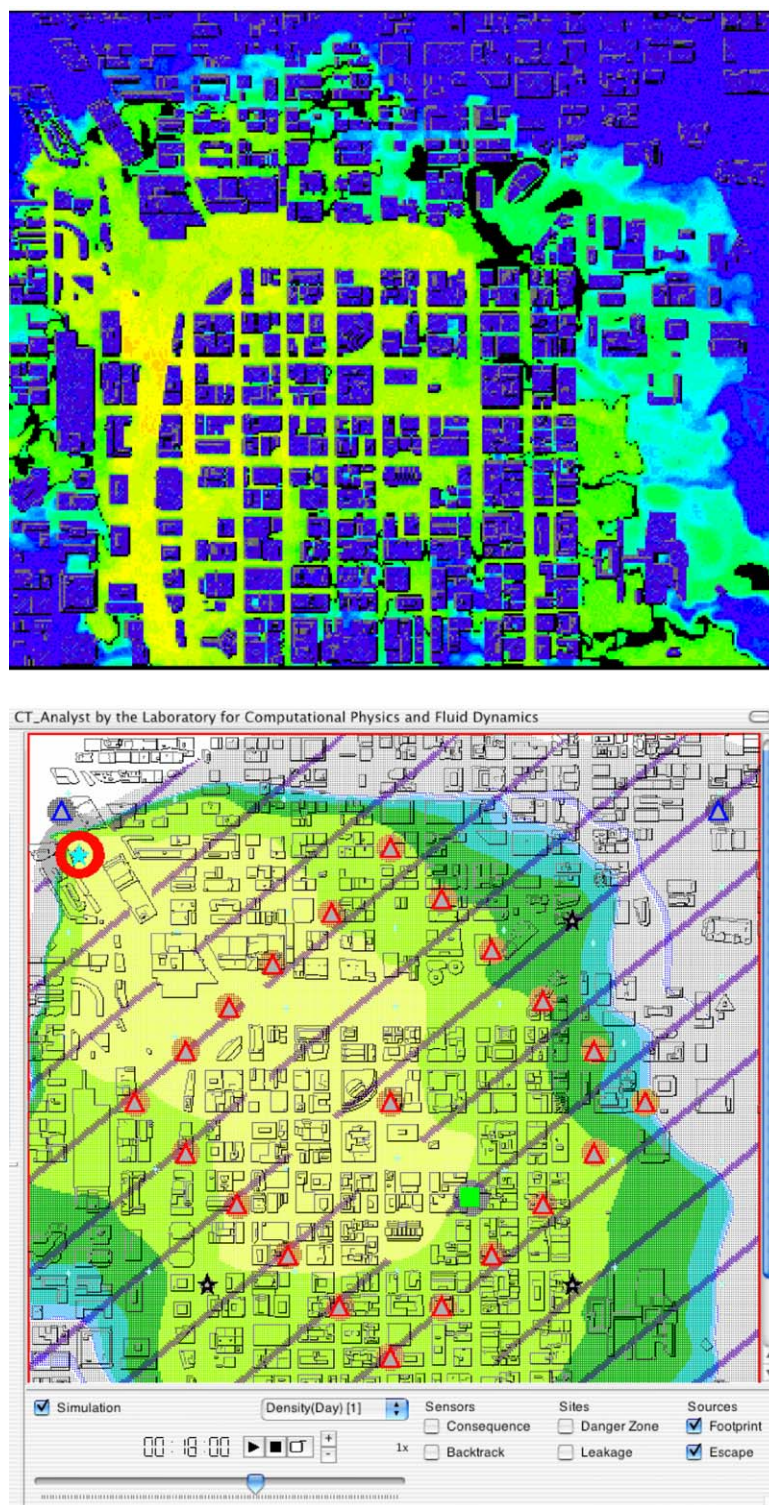 CT_Analyst by the Laboratory for Computational Physics and Fluid Dynamics
Simulation
Density(Day) [1]
Sensors
Sites
Sources
Consequence
Danger Zone
Footprint
00:18:00
+
-
1x
Backtrack
Leakage
Escape